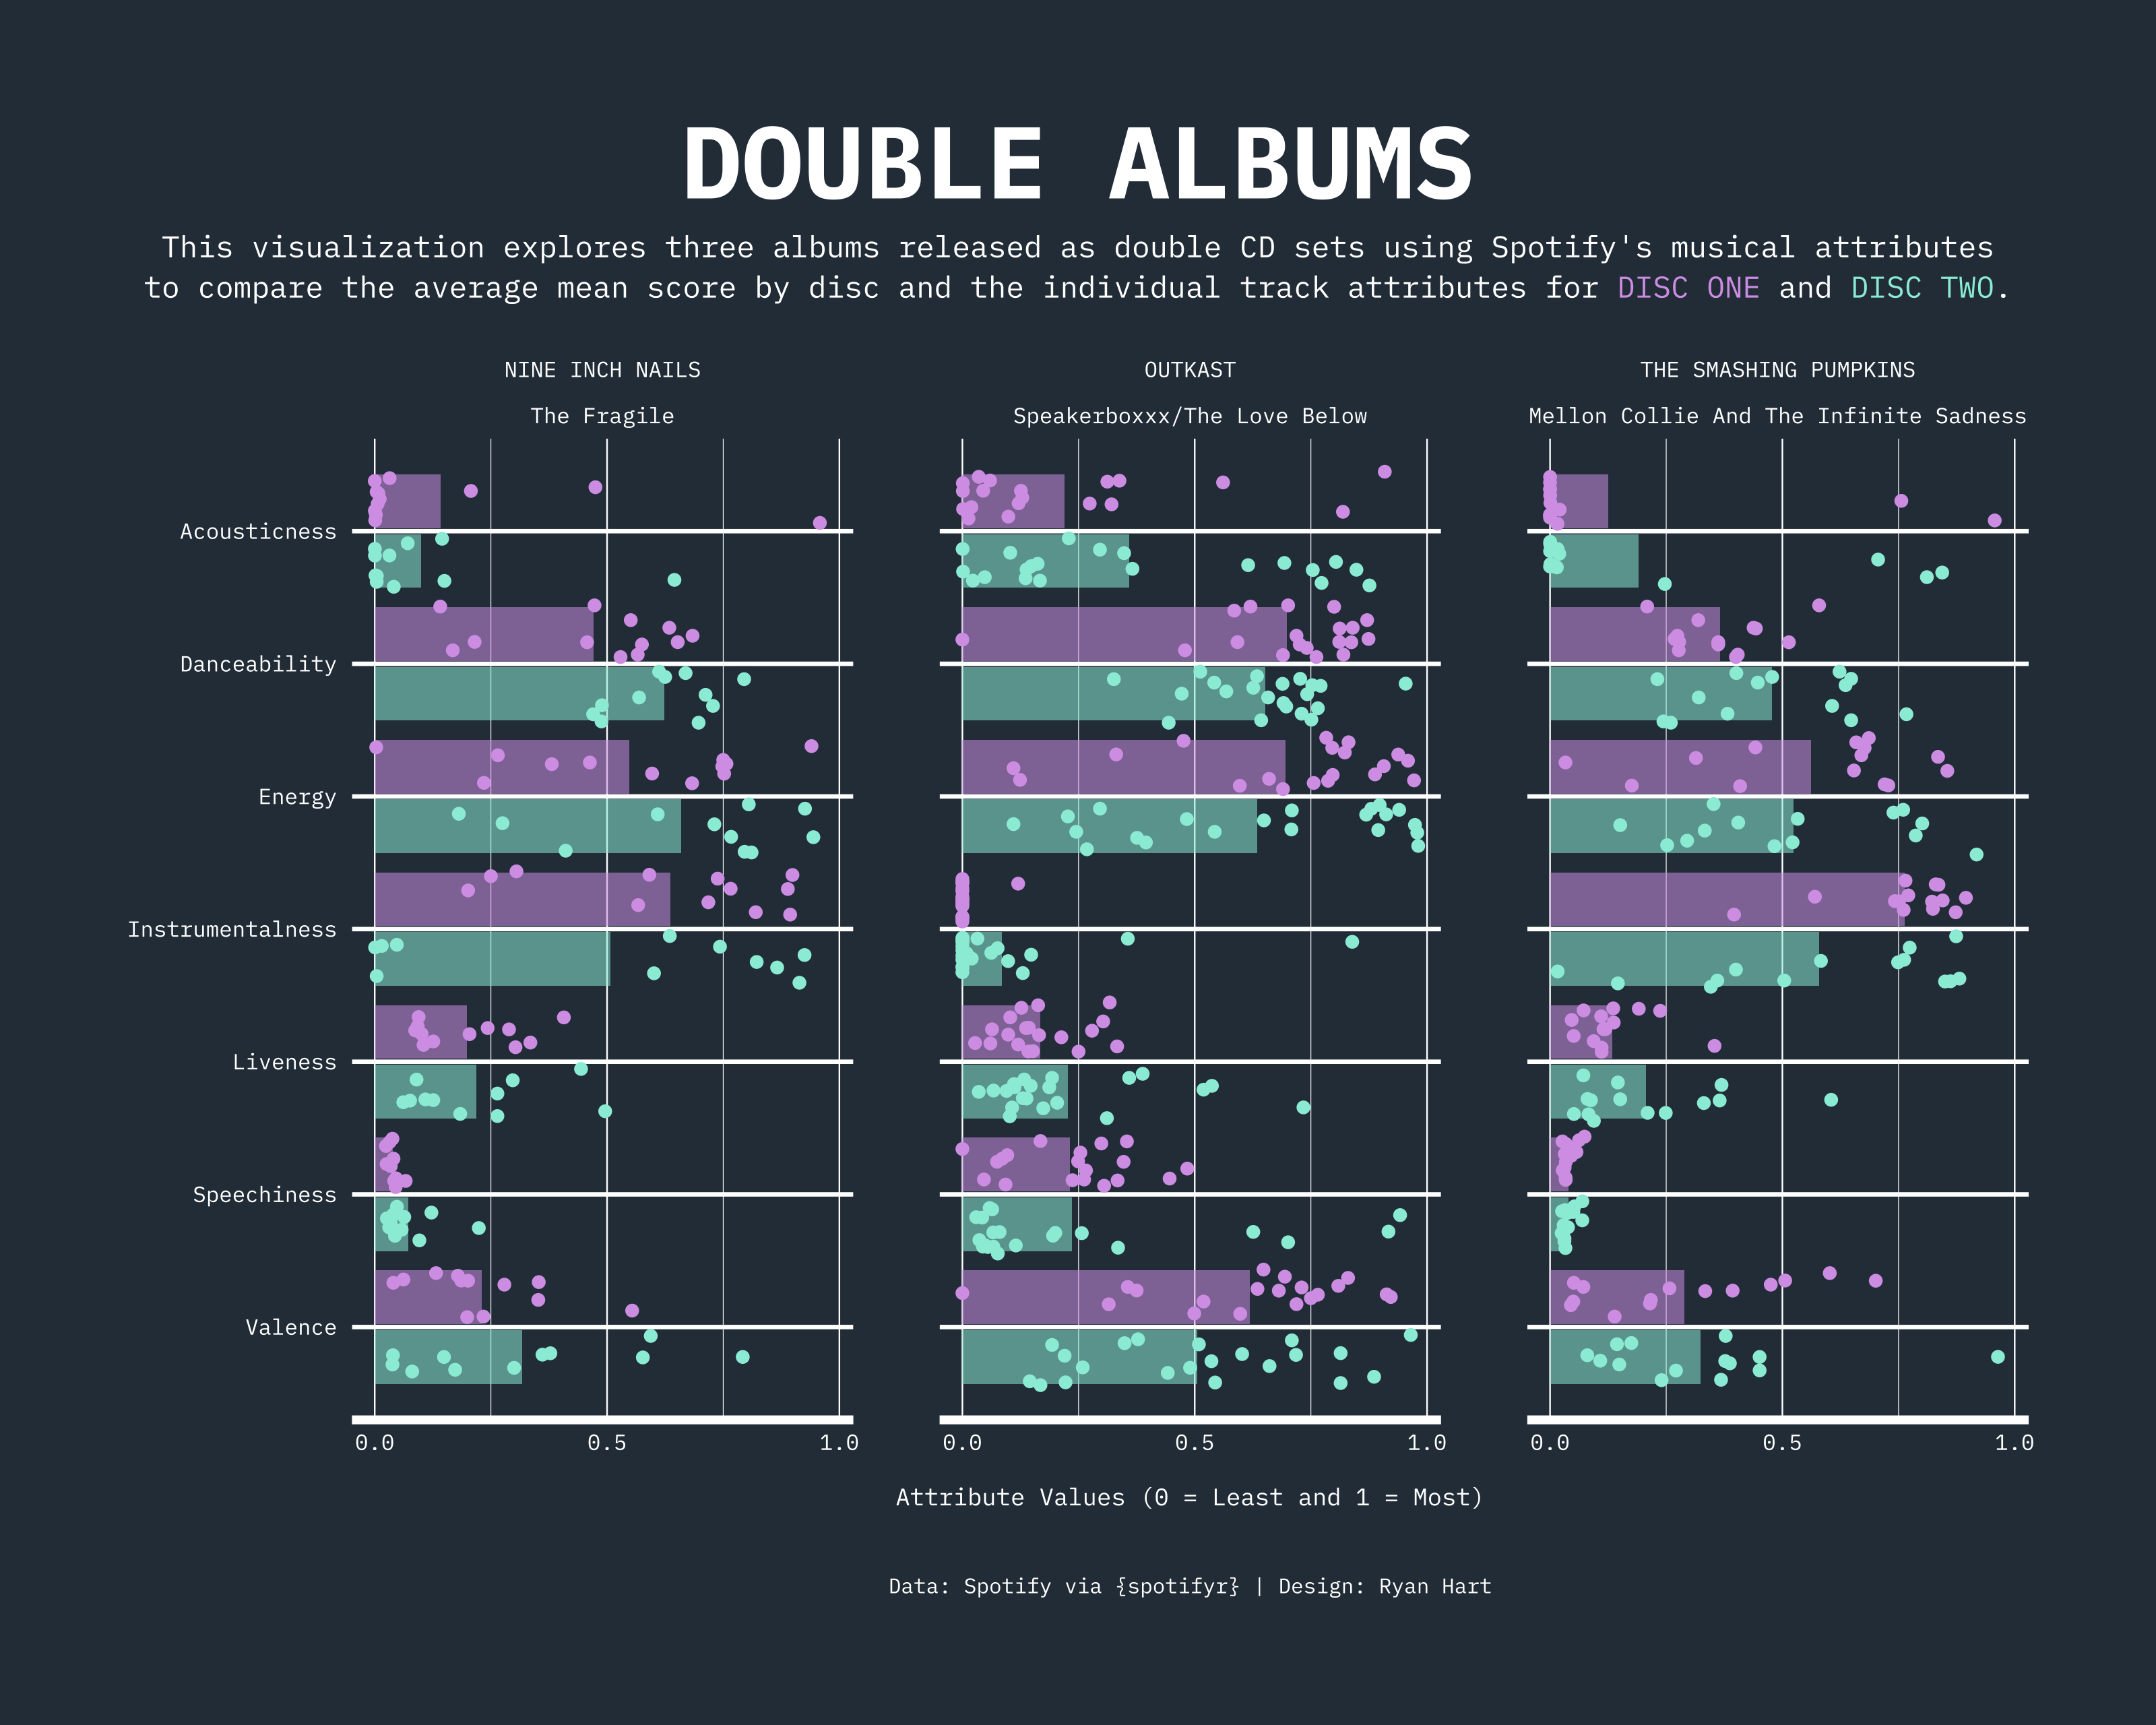 DOUBLE ALBUMS
This visualization explores three albums released as double CD sets using Spotify's musical attributes
to compare the average mean score by disc and the individual track attributes for DISC ONE and DISC TWO.
NINE INCH NAILS
The Fragile
OUTKAST
Speakerboxxx/The Love Below
THE SMASHING PUMPKINS
Mellon Collie And The Infinite Sadness
Acousticness
Danceability
Energy
Instrumentalness
Liveness
Speechiness
Valence
0.0 0.5 1.0
0.0 0.5 1.0
0.0 0.5 1.0
Attribute Values (0 = Least and 1 = Most)
Data: Spotify via {spotifyr} | Design: Ryan Hart